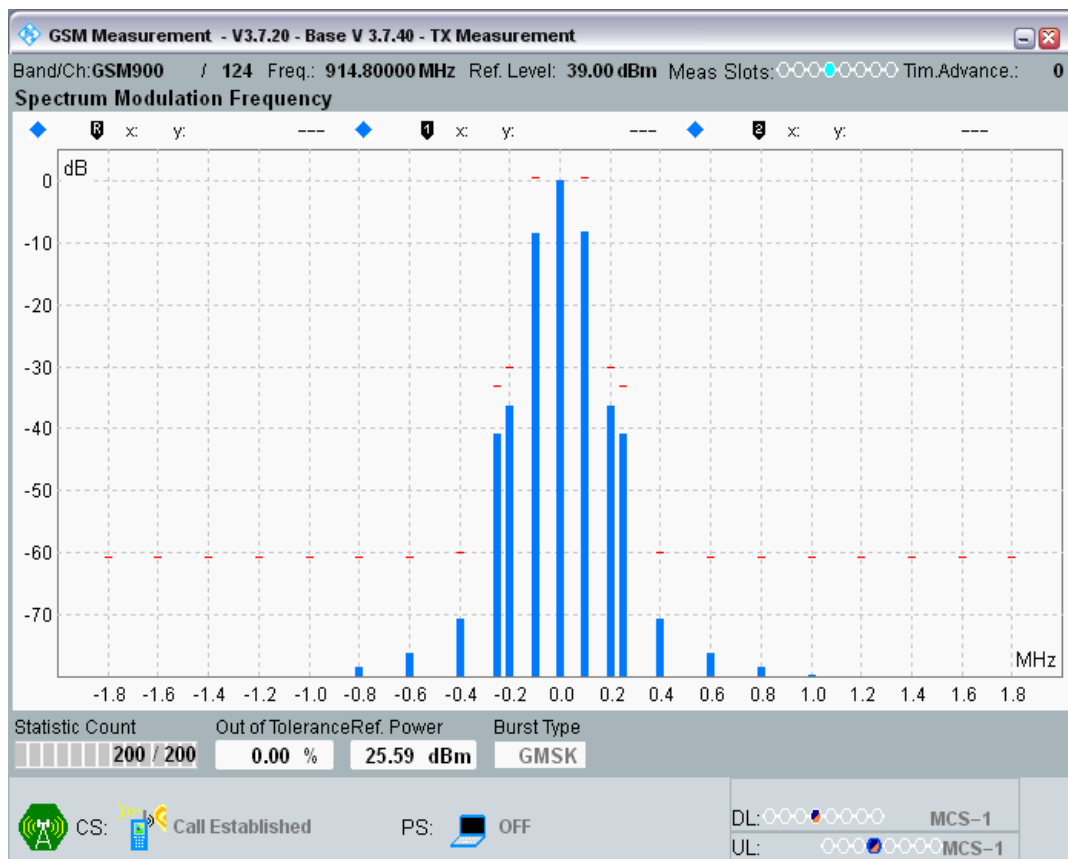 GSM Measurement - V3.7.20 - Base V 3.7.40 - TX Measurement
Band/Ch:GSM900 / 124 Freq.: 914.80000 MHz Ref. Level: 39.00 dBm Meas Slots: Tim.Advance.: 0
Spectrum Modulation Frequency
R x: y: --- 1 x: y: --- 2 x: y: ---
dB
0
-10
-20
-30
-40
-50
-60
-70
MHz
-1.8 -1.6 -1.4 -1.2 -1.0 -0.8 -0.6 -0.4 -0.2 0.0 0.2 0.4 0.6 0.8 1.0 1.2 1.4 1.6 1.8
Statistic Count Out of Tolerance Ref. Power Burst Type
200 / 200 0.00 % 25.59 dBm GMSK
CS: Call Established PS: OFF
DL: MCS-1
UL: MCS-1